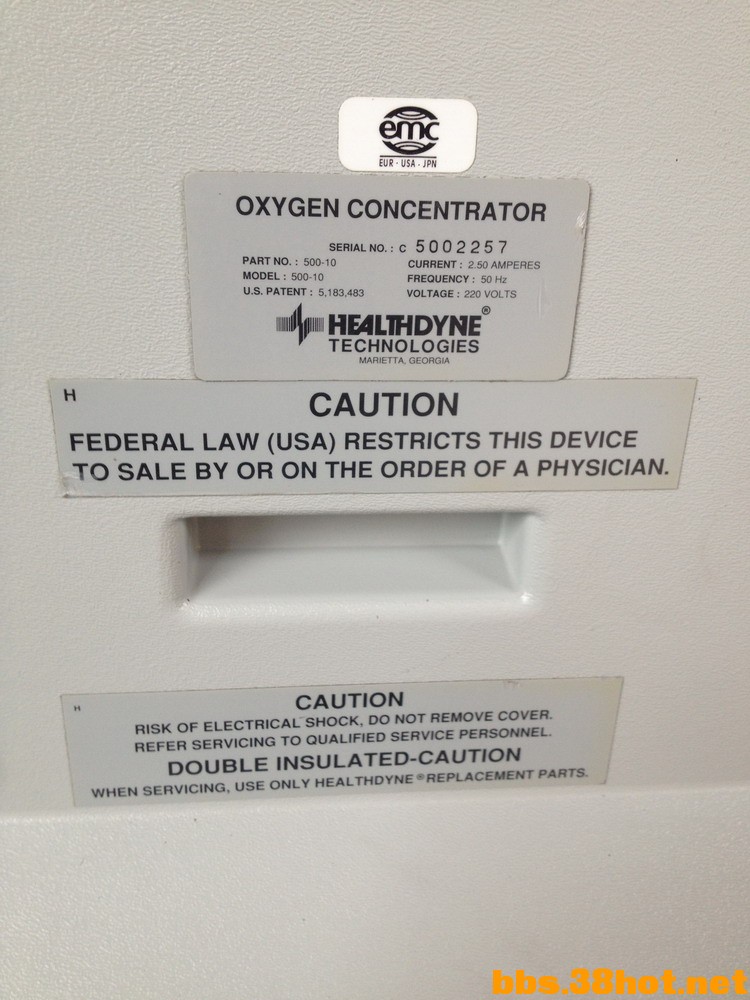 emc
EUR · USA · JPN
OXYGEN CONCENTRATOR
SERIAL NO. : C 5002257
PART NO. : 500-10
CURRENT : 2.50 AMPERES
MODEL : 500-10
FREQUENCY : 50 Hz
U.S. PATENT : 5,183,483
VOLTAGE : 220 VOLTS
HEALTHDYNE®
TECHNOLOGIES
MARIETTA, GEORGIA
H
CAUTION
FEDERAL LAW (USA) RESTRICTS THIS DEVICE
TO SALE BY OR ON THE ORDER OF A PHYSICIAN.
H
CAUTION
RISK OF ELECTRICAL SHOCK, DO NOT REMOVE COVER.
REFER SERVICING TO QUALIFIED SERVICE PERSONNEL.
DOUBLE INSULATED-CAUTION
WHEN SERVICING, USE ONLY HEALTHDYNE® REPLACEMENT PARTS.
bbs.38hot.net